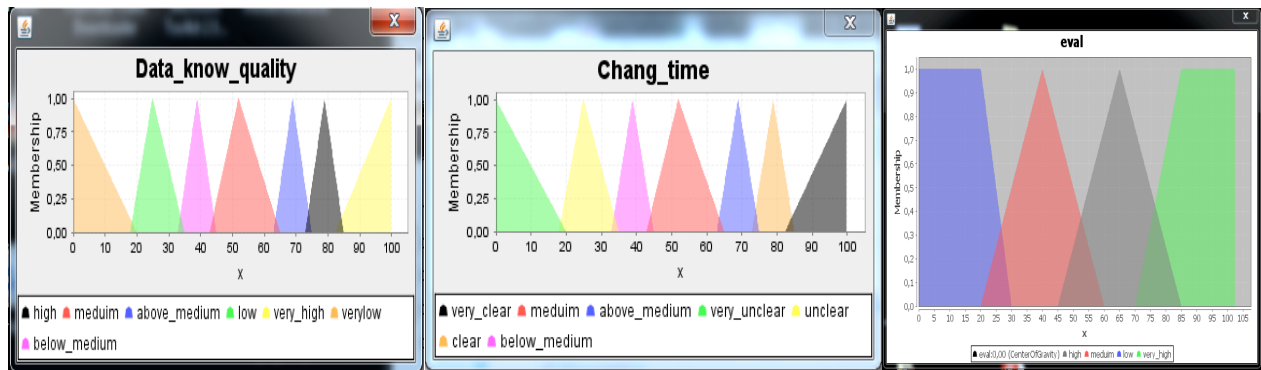 X
Data_know_quality
1,00
0,75
0,50
0,25
0,00
Membership
0 10 20 30 40 50 60 70 80 90 100
x
high meduim above_medium low very_high verylow
below_medium
X
Chang_time
1,00
0,75
0,50
0,25
0,00
Membership
0 10 20 30 40 50 60 70 80 90 100
x
very_clear meduim above_medium very_unclear unclear
clear below_medium
X
eval
1,0
0,9
0,8
0,7
0,6
0,5
0,4
0,3
0,2
0,1
0,0
Membership
0 5 10 15 20 25 30 35 40 45 50 55 60 65 70 75 80 85 90 95 100 105
x
eval:0,00 (CenterOfGravity) high meduim low very_high